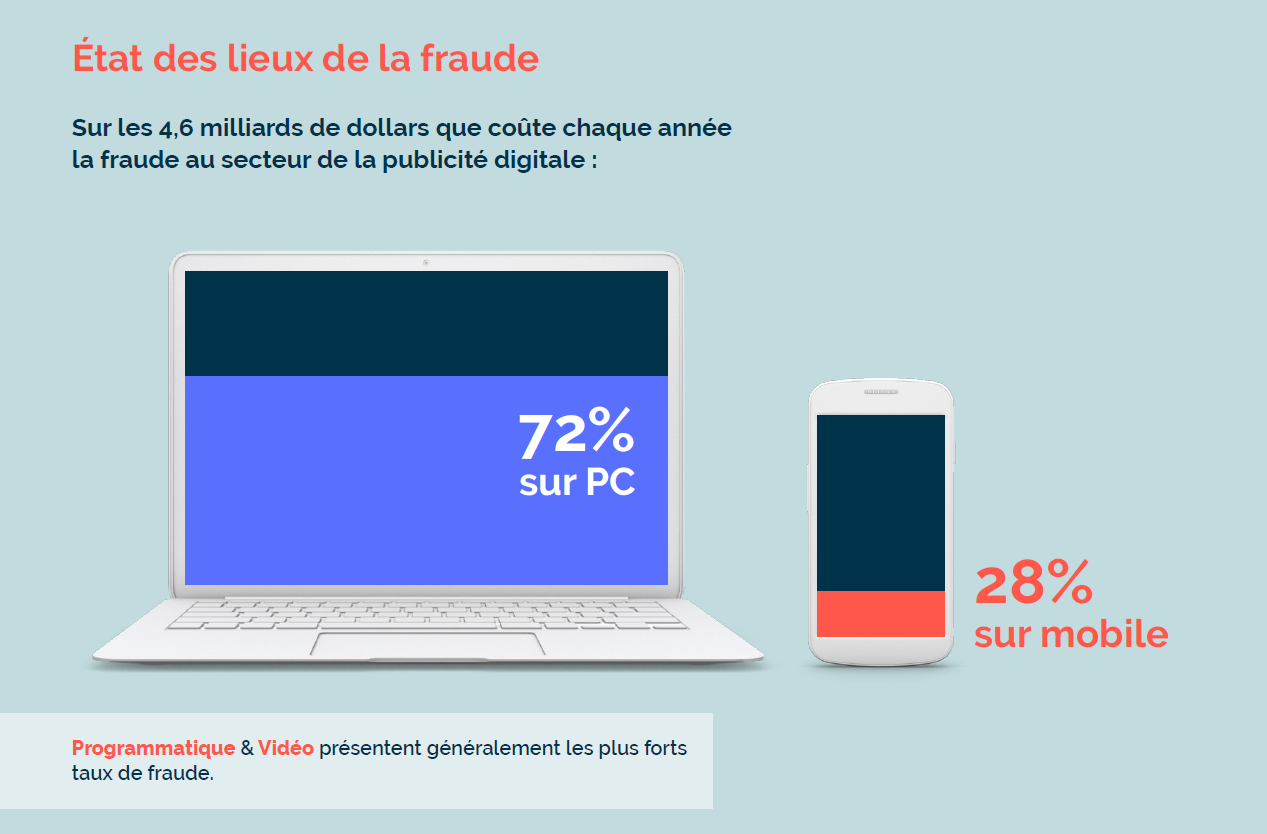 État des lieux de la fraude
Sur les 4,6 milliards de dollars que coûte chaque année
la fraude au secteur de la publicité digitale :
72%
sur PC
28%
sur mobile
Programmatique & Vidéo présentent généralement les plus forts
taux de fraude.